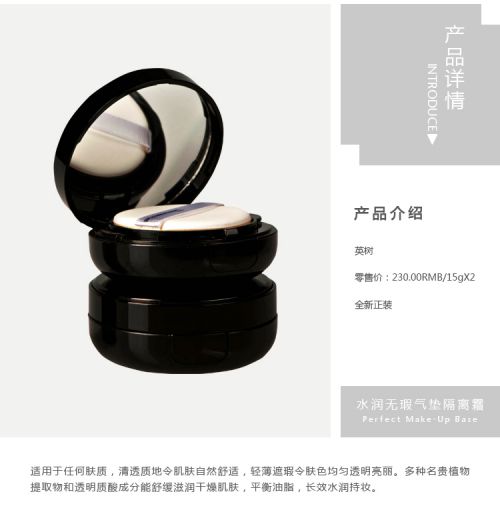 产品详情
INTRODUCE
产品介绍
英树
零售价：230.00RMB/15gX2
全新正装
水润无瑕气垫隔离霜
Perfect Make-Up Base
适用于任何肤质，清透质地令肌肤自然舒适，轻薄遮瑕令肤色均匀透明亮丽。多种名贵植物
提取物和透明质酸成分能舒缓滋润干燥肌肤，平衡油脂，长效水润持妆。